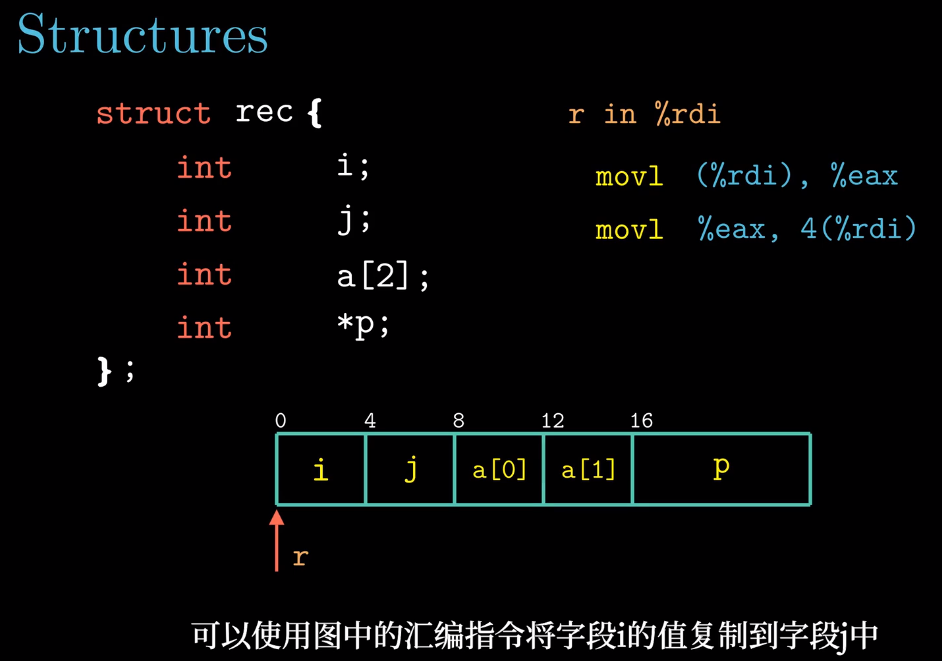 Structures
struct rec {
r in %rdi
int i;
movl (%rdi), %eax
int j;
movl %eax, 4(%rdi)
int a[2];
int *p;
};
0 4 8 12 16
i j a[0] a[1] p
r
可以使用图中的汇编指令将字段i的值复制到字段j中